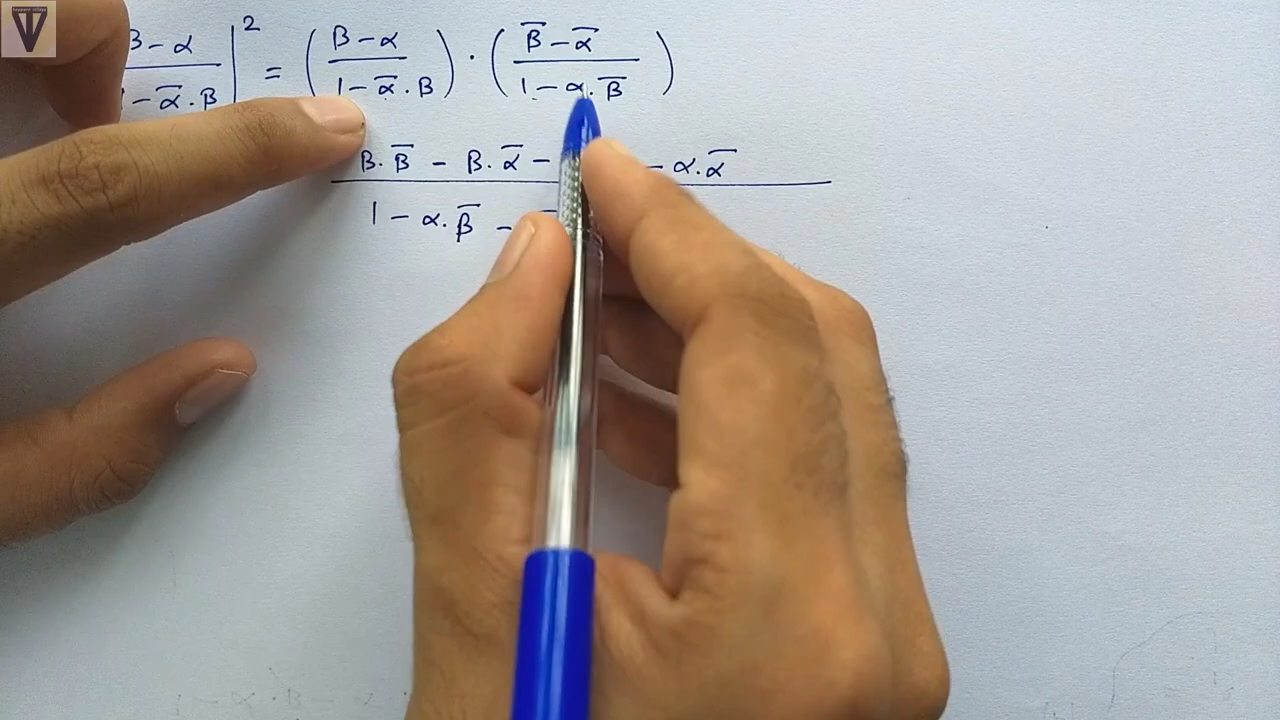 β – α / 1 – ᾱ . β |² = ( β – α / 1 – ᾱ . β ) . ( β̄ – ᾱ / 1 – α . β̄ )
β . β̄ – β . ᾱ – – α . ᾱ
1 – α . β̄ –